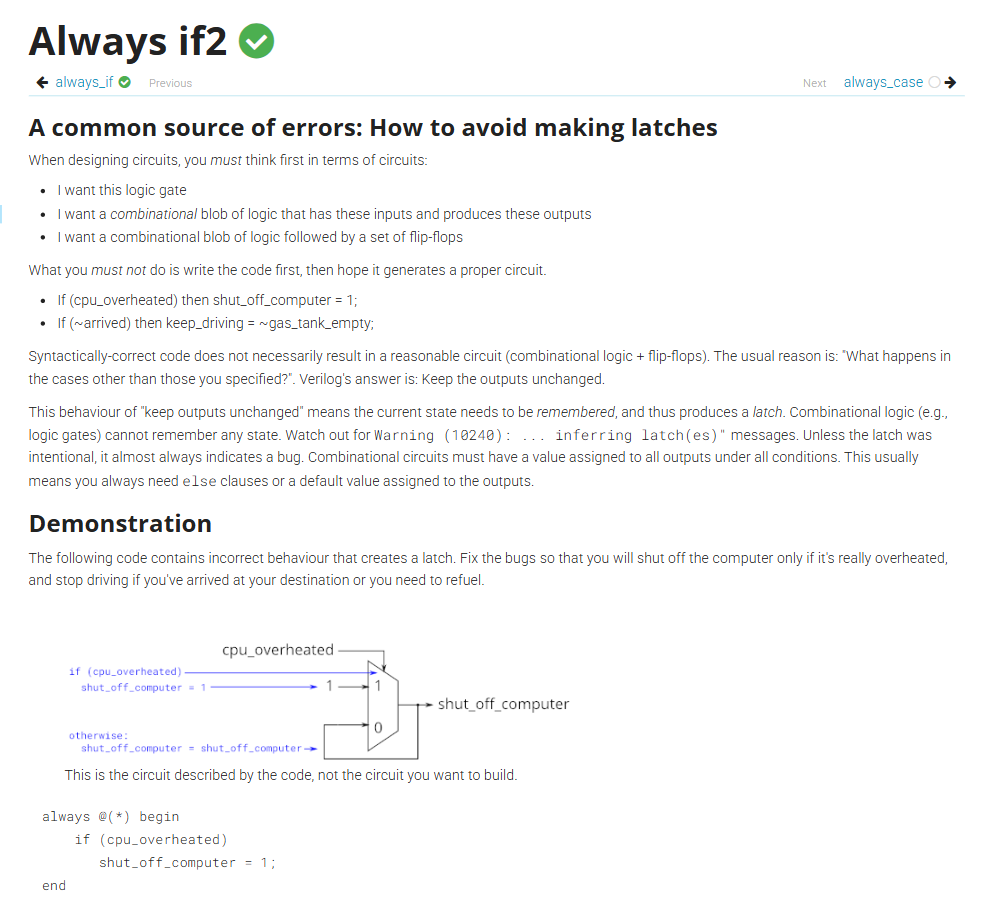 Always if2
always_if Previous
Next always_case
A common source of errors: How to avoid making latches
When designing circuits, you must think first in terms of circuits:
• I want this logic gate
• I want a combinational blob of logic that has these inputs and produces these outputs
• I want a combinational blob of logic followed by a set of flip-flops
What you must not do is write the code first, then hope it generates a proper circuit.
• If (cpu_overheated) then shut_off_computer = 1;
• If (~arrived) then keep_driving = ~gas_tank_empty;
Syntactically-correct code does not necessarily result in a reasonable circuit (combinational logic + flip-flops). The usual reason is: "What happens in
the cases other than those you specified?". Verilog's answer is: Keep the outputs unchanged.
This behaviour of "keep outputs unchanged" means the current state needs to be remembered, and thus produces a latch. Combinational logic (e.g.,
logic gates) cannot remember any state. Watch out for Warning (10240): ... inferring latch(es)" messages. Unless the latch was
intentional, it almost always indicates a bug. Combinational circuits must have a value assigned to all outputs under all conditions. This usually
means you always need else clauses or a default value assigned to the outputs.
Demonstration
The following code contains incorrect behaviour that creates a latch. Fix the bugs so that you will shut off the computer only if it's really overheated,
and stop driving if you've arrived at your destination or you need to refuel.
cpu_overheated
if (cpu_overheated)
shut_off_computer = 1
1
1
shut_off_computer
0
otherwise:
shut_off_computer = shut_off_computer
This is the circuit described by the code, not the circuit you want to build.
always @(*) begin
if (cpu_overheated)
shut_off_computer = 1;
end